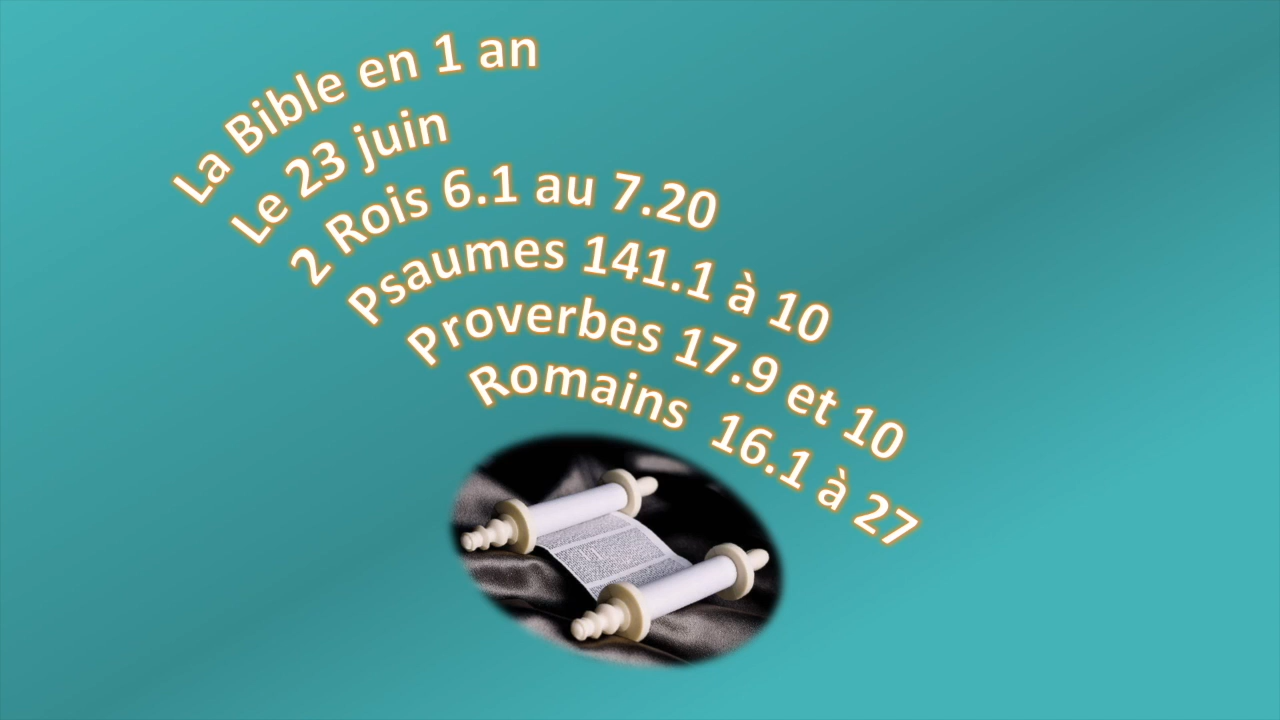 La Bible en 1 an
Le 23 juin
2 Rois 6.1 au 7.20
Psaumes 141.1 à 10
Proverbes 17.9 et 10
Romains 16.1 à 27